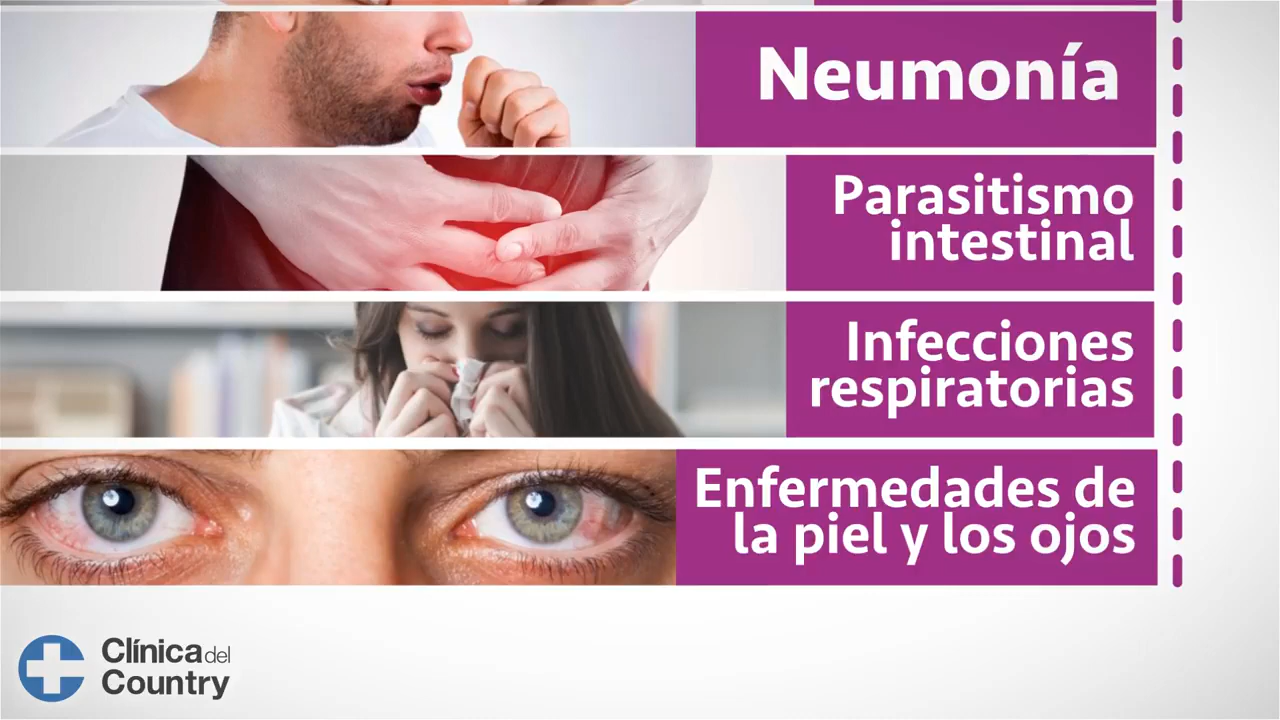 Neumonía
Parasitismo
intestinal
Infecciones
respiratorias
Enfermedades de
la piel y los ojos
Clínica del
Country